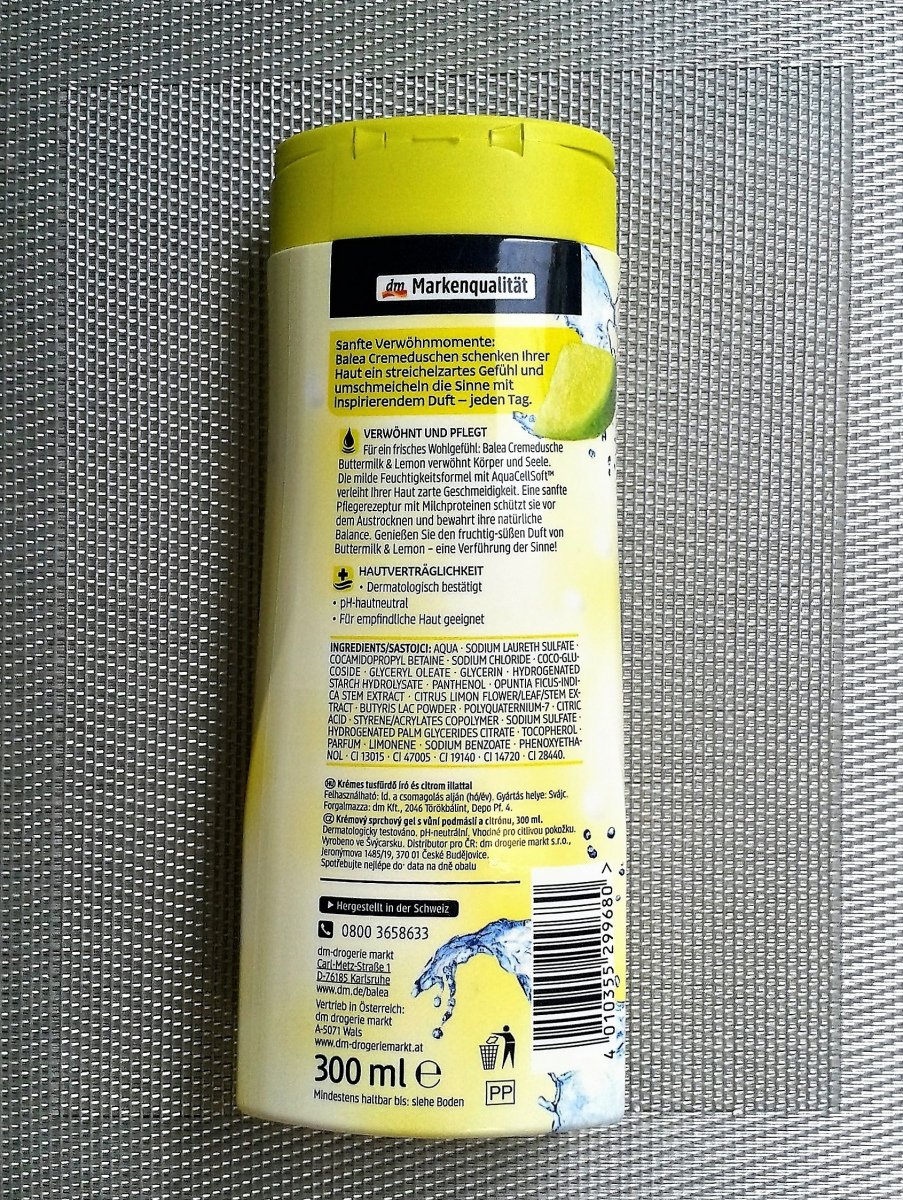 dm Markenqualität
Sanfte Verwöhnmomente:
Balea Cremeduschen schenken Ihrer
Haut ein streichelzartes Gefühl und
umschmeicheln die Sinne mit
inspirierendem Duft – jeden Tag.
VERWÖHNT UND PFLEGT
Für ein frisches Wohlgefühl: Balea Cremedusche
Buttermilk & Lemon verwöhnt Körper und Seele.
Die milde Feuchtigkeitsformel mit AquaCellSoft™
verleiht Ihrer Haut zarte Geschmeidigkeit. Eine sanfte
Pflegerezeptur mit Milchproteinen schützt sie vor
dem Austrocknen und bewahrt ihre natürliche
Balance. Genießen Sie den fruchtig-süßen Duft von
Buttermilk & Lemon – eine Verführung der Sinne!
HAUTVERTRÄGLICHKEIT
• Dermatologisch bestätigt
• pH-hautneutral
• Für empfindliche Haut geeignet
INGREDIENTS/SASTOJCI: AQUA · SODIUM LAURETH SULFATE ·
COCAMIDOPROPYL BETAINE · SODIUM CHLORIDE · COCO-GLU-
COSIDE · GLYCERYL OLEATE · GLYCERIN · HYDROGENATED
STARCH HYDROLYSATE · PANTHENOL · OPUNTIA FICUS-INDI-
CA STEM EXTRACT · CITRUS LIMON FLOWER/LEAF/STEM EX-
TRACT · BUTYRIS LAC POWDER · POLYQUATERNIUM-7 · CITRIC
ACID · STYRENE/ACRYLATES COPOLYMER · SODIUM SULFATE ·
HYDROGENATED PALM GLYCERIDES CITRATE · TOCOPHEROL ·
PARFUM · LIMONENE · SODIUM BENZOATE · PHENOXYETHA-
NOL · CI 13015 · CI 47005 · CI 19140 · CI 14720 · CI 28440.
HU Krémes tusfürdő író és citrom illattal
Felhasználható: ld. a csomagolás alján (hó/év). Gyártás helye: Svájc.
Forgalmazza: dm Kft., 2046 Törökbálint, Depo Pf. 4.
CZ Krémový sprchový gel s vůní podmáslí a citrónu, 300 ml.
Dermatologicky testováno, pH-neutrální, Vhodné pro citlivou pokožku.
Vyrobeno ve Švýcarsku. Distributor pro ČR: dm drogerie markt s.r.o.,
Jeronýmova 1485/19, 370 01 České Budějovice.
Spotřebujte nejlépe do: data na dně obalu
Hergestellt in der Schweiz
0800 3658633
dm-drogerie markt
Carl-Metz-Straße 1
D-76185 Karlsruhe
www.dm.de/balea
Vertrieb in Österreich:
dm drogerie markt
A-5071 Wals
www.dm-drogeriemarkt.at
300 ml e
Mindestens haltbar bis: siehe Boden
PP
4 010355 299680 >